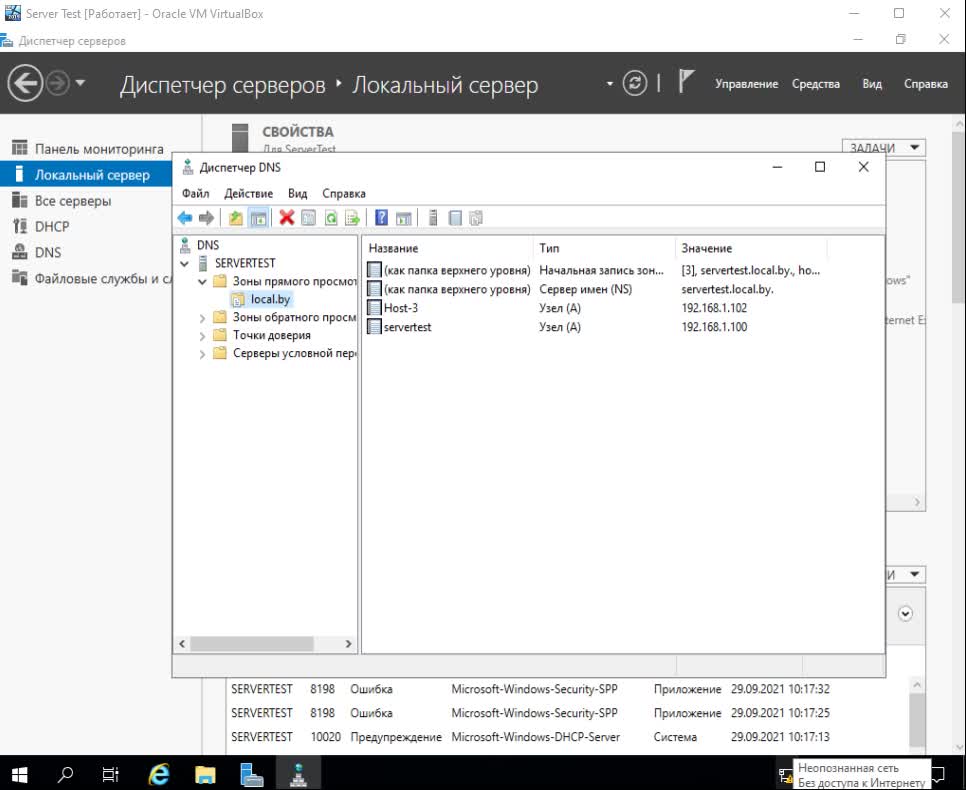 Server Test [Работает] - Oracle VM VirtualBox
Диспетчер серверов
Диспетчер серверов ‣ Локальный сервер
Управление Средства Вид Справка
Панель мониторинга
Локальный сервер
Все серверы
DHCP
DNS
Файловые службы и сл
СВОЙСТВА
Для ServerTest
ЗАДАЧИ
Диспетчер DNS
Файл Действие Вид Справка
DNS
SERVERTEST
Зоны прямого просмот
local.by
Зоны обратного просм
Точки доверия
Серверы условной пер
Название Тип Значение
(как папка верхнего уровня) Начальная запись зон... [3], servertest.local.by., ho...
(как папка верхнего уровня) Сервер имен (NS) servertest.local.by.
Host-3 Узел (A) 192.168.1.102
servertest Узел (A) 192.168.1.100
ows"
ternet E
И
SERVERTEST 8198 Ошибка Microsoft-Windows-Security-SPP Приложение 29.09.2021 10:17:32
SERVERTEST 8198 Ошибка Microsoft-Windows-Security-SPP Приложение 29.09.2021 10:17:25
SERVERTEST 10020 Предупреждение Microsoft-Windows-DHCP-Server Система 29.09.2021 10:17:13
Неопознанная сеть
Без доступа к Интернету